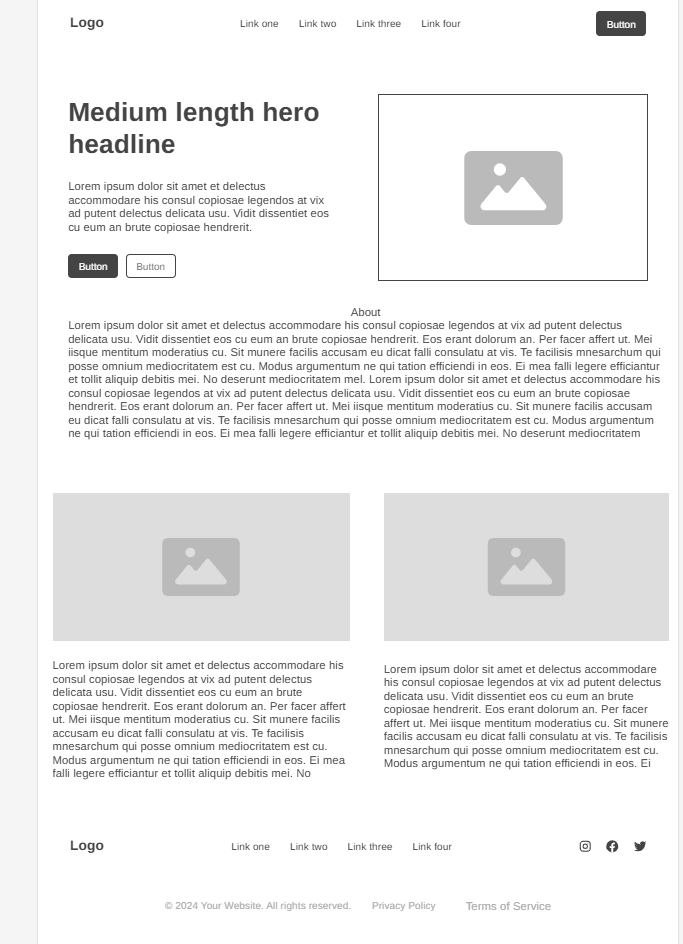 Logo
Link one Link two Link three Link four
Button
Medium length hero
headline
Lorem ipsum dolor sit amet et delectus
accommodare his consul copiosae legendos at vix
ad putent delectus delicata usu. Vidit dissentiet eos
cu eum an brute copiosae hendrerit.
Button Button
About
Lorem ipsum dolor sit amet et delectus accommodare his consul copiosae legendos at vix ad putent delectus
delicata usu. Vidit dissentiet eos cu eum an brute copiosae hendrerit. Eos erant dolorum an. Per facer affert ut. Mei
iisque mentitum moderatius cu. Sit munere facilis accusam eu dicat falli consulatu at vis. Te facilisis mnesarchum qui
posse omnium mediocritatem est cu. Modus argumentum ne qui tation efficiendi in eos. Ei mea falli legere efficiantur
et tollit aliquip debitis mei. No deserunt mediocritatem mel. Lorem ipsum dolor sit amet et delectus accommodare his
consul copiosae legendos at vix ad putent delectus delicata usu. Vidit dissentiet eos cu eum an brute copiosae
hendrerit. Eos erant dolorum an. Per facer affert ut. Mei iisque mentitum moderatius cu. Sit munere facilis accusam
eu dicat falli consulatu at vis. Te facilisis mnesarchum qui posse omnium mediocritatem est cu. Modus argumentum
ne qui tation efficiendi in eos. Ei mea falli legere efficiantur et tollit aliquip debitis mei. No deserunt mediocritatem
Lorem ipsum dolor sit amet et delectus accommodare his
consul copiosae legendos at vix ad putent delectus
delicata usu. Vidit dissentiet eos cu eum an brute
copiosae hendrerit. Eos erant dolorum an. Per facer affert
ut. Mei iisque mentitum moderatius cu. Sit munere facilis
accusam eu dicat falli consulatu at vis. Te facilisis
mnesarchum qui posse omnium mediocritatem est cu.
Modus argumentum ne qui tation efficiendi in eos. Ei mea
falli legere efficiantur et tollit aliquip debitis mei. No
Lorem ipsum dolor sit amet et delectus accommodare
his consul copiosae legendos at vix ad putent delectus
delicata usu. Vidit dissentiet eos cu eum an brute
copiosae hendrerit. Eos erant dolorum an. Per facer
affert ut. Mei iisque mentitum moderatius cu. Sit munere
facilis accusam eu dicat falli consulatu at vis. Te facilisis
mnesarchum qui posse omnium mediocritatem est cu.
Modus argumentum ne qui tation efficiendi in eos. Ei
Logo
Link one Link two Link three Link four
© 2024 Your Website. All rights reserved. Privacy Policy Terms of Service